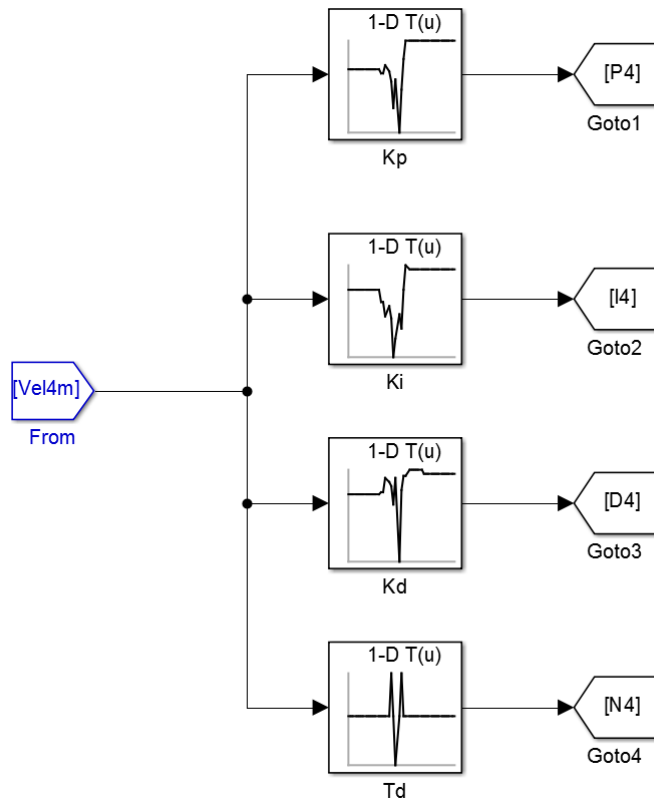 1-D T(u)
[P4]
Goto1
Kp
1-D T(u)
[I4]
Goto2
Ki
[Vel4m]
From
1-D T(u)
[D4]
Goto3
Kd
1-D T(u)
[N4]
Goto4
Td